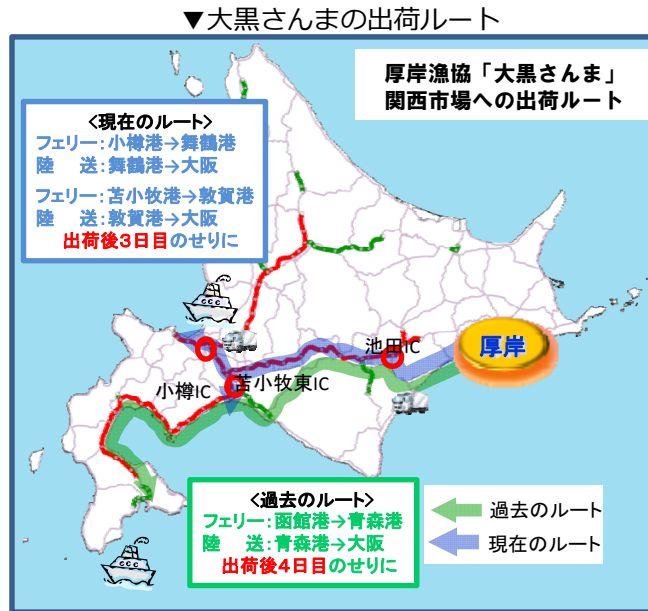 ▼大黒さんまの出荷ルート
厚岸漁協「大黒さんま」
関西市場への出荷ルート
<現在のルート>
フェリー：小樽港→舞鶴港
陸　　送：舞鶴港→大阪
フェリー：苫小牧港→敦賀港
陸　　送：敦賀港→大阪
出荷後3日目のせりに
池田IC
厚岸
小樽IC
苫小牧東IC
<過去のルート>
フェリー：函館港→青森港
陸　　送：青森港→大阪
出荷後4日目のせりに
過去のルート
現在のルート